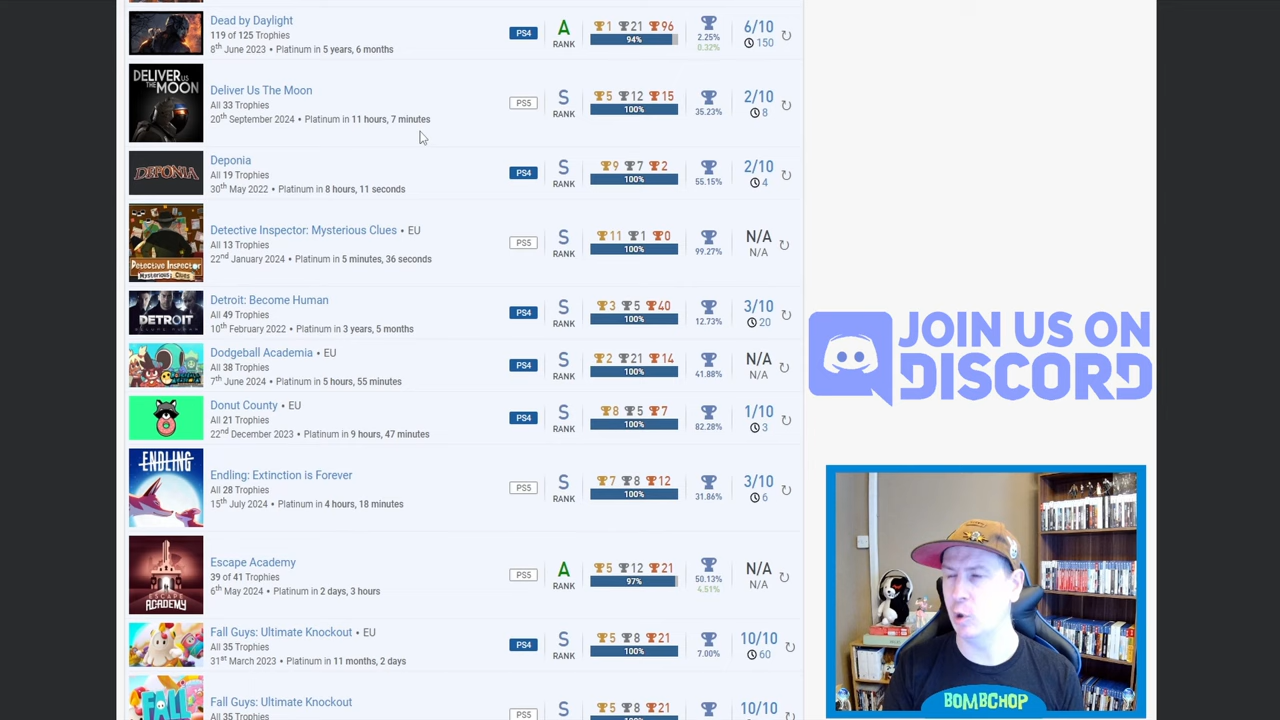 Dead by Daylight
119 of 125 Trophies
8th June 2023 • Platinum in 5 years, 6 months
PS4
A
RANK
1 21 96
94%
2.25%
0.32%
6/10
150
DELIVER US
THE MOON
Deliver Us The Moon
All 33 Trophies
20th September 2024 • Platinum in 11 hours, 7 minutes
PS5
S
RANK
5 12 15
100%
35.23%
2/10
8
DEPONIA
Deponia
All 19 Trophies
30th May 2022 • Platinum in 8 hours, 11 seconds
PS4
S
RANK
9 7 2
100%
55.15%
2/10
4
Detective Inspector
Mysterious Clues
Detective Inspector: Mysterious Clues • EU
All 13 Trophies
22nd January 2024 • Platinum in 5 minutes, 36 seconds
PS5
S
RANK
11 1 0
100%
99.27%
N/A
N/A
DETROIT
Detroit: Become Human
All 49 Trophies
10th February 2022 • Platinum in 3 years, 5 months
PS4
S
RANK
3 5 40
100%
12.73%
3/10
20
Dodgeball Academia • EU
All 38 Trophies
7th June 2024 • Platinum in 5 hours, 55 minutes
PS4
S
RANK
2 21 14
100%
41.88%
N/A
N/A
Donut County • EU
All 21 Trophies
22nd December 2023 • Platinum in 9 hours, 47 minutes
PS4
S
RANK
8 5 7
100%
82.28%
1/10
3
ENDLING
Endling: Extinction is Forever
All 28 Trophies
15th July 2024 • Platinum in 4 hours, 18 minutes
PS5
S
RANK
7 8 12
100%
31.86%
3/10
6
ESCAPE
ACADEMY
Escape Academy
39 of 41 Trophies
6th May 2024 • Platinum in 2 days, 3 hours
PS5
A
RANK
5 12 21
97%
50.13%
4.51%
N/A
N/A
Fall Guys: Ultimate Knockout • EU
All 35 Trophies
31st March 2023 • Platinum in 11 months, 2 days
PS4
S
RANK
5 8 21
100%
7.00%
10/10
60
FALL
Fall Guys: Ultimate Knockout
All 35 Trophies
PS5
S
5 8 21
10/10
JOIN US ON
DISCORD
BOMBCHOP